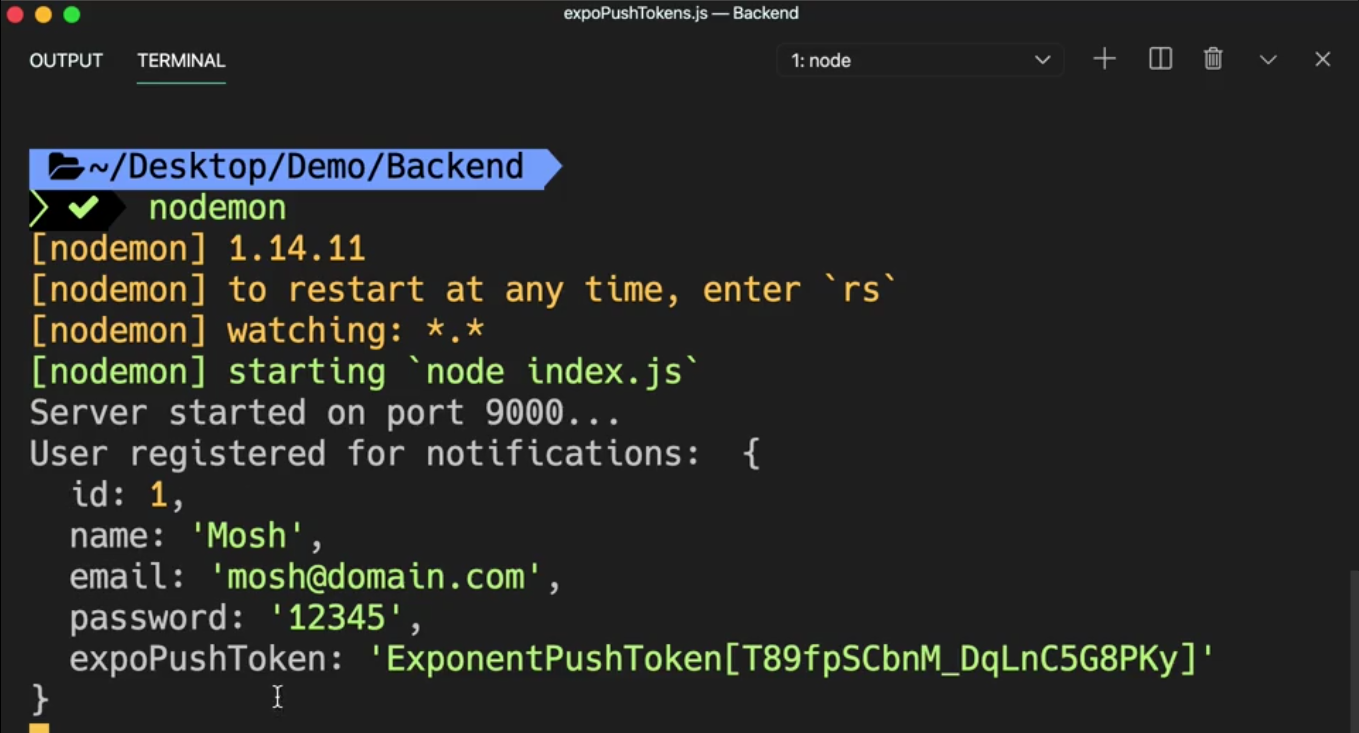 expoPushTokens.js — Backend
OUTPUT TERMINAL 1: node
~/Desktop/Demo/Backend
nodemon
[nodemon] 1.14.11
[nodemon] to restart at any time, enter `rs`
[nodemon] watching: *.*
[nodemon] starting `node index.js`
Server started on port 9000...
User registered for notifications:  {
  id: 1,
  name: 'Mosh',
  email: 'mosh@domain.com',
  password: '12345',
  expoPushToken: 'ExponentPushToken[T89fpSCbnM_DqLnC5G8PKy]'
}